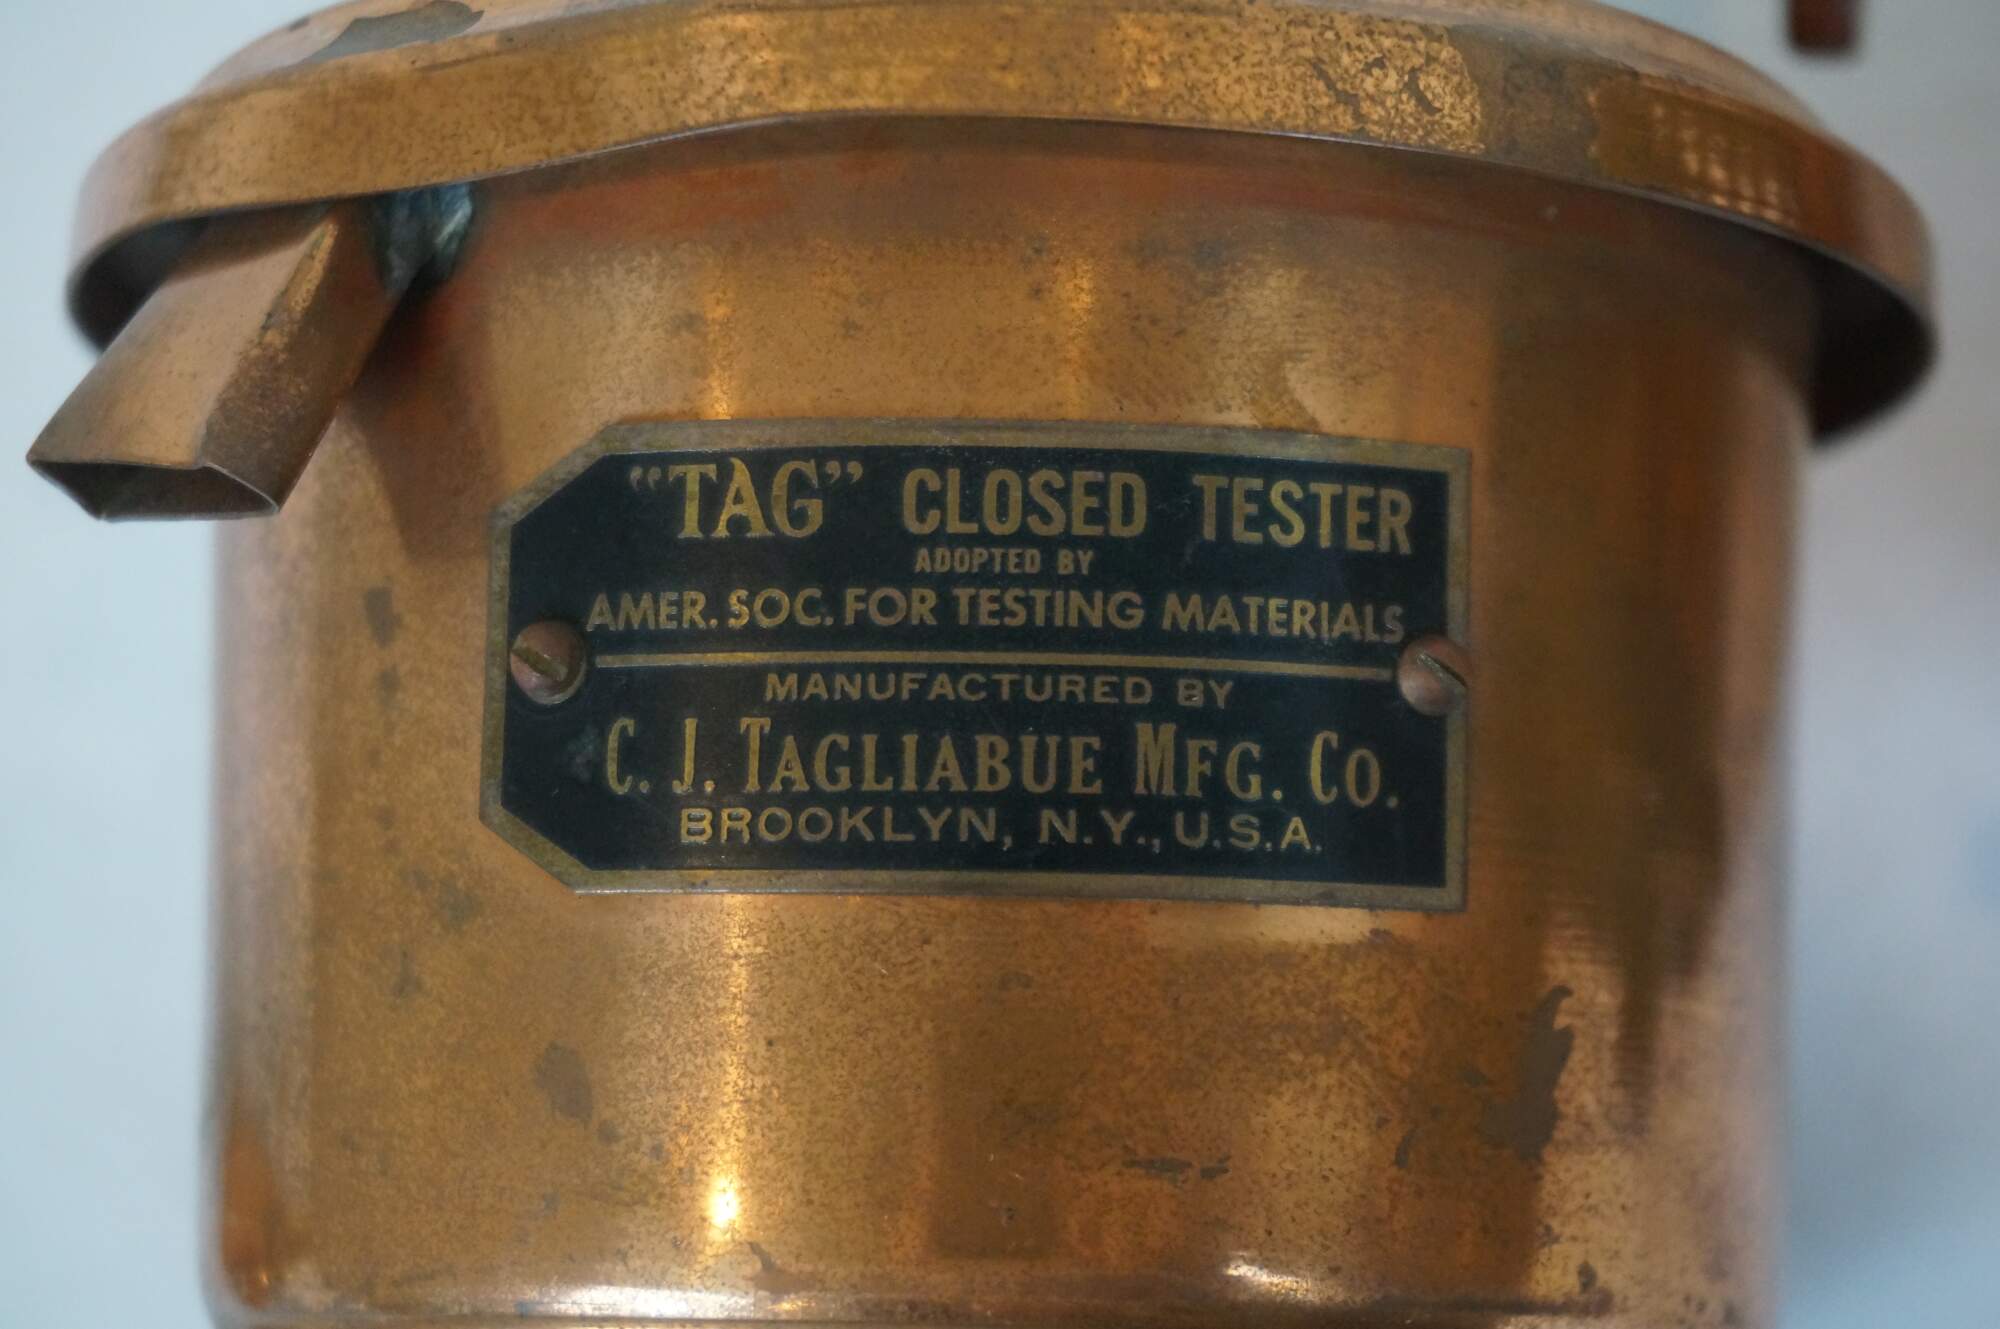 “TAG” CLOSED TESTER
ADOPTED BY
AMER. SOC. FOR TESTING MATERIALS
MANUFACTURED BY
C. J. TAGLIABUE MFG. CO.
BROOKLYN, N.Y., U.S.A.